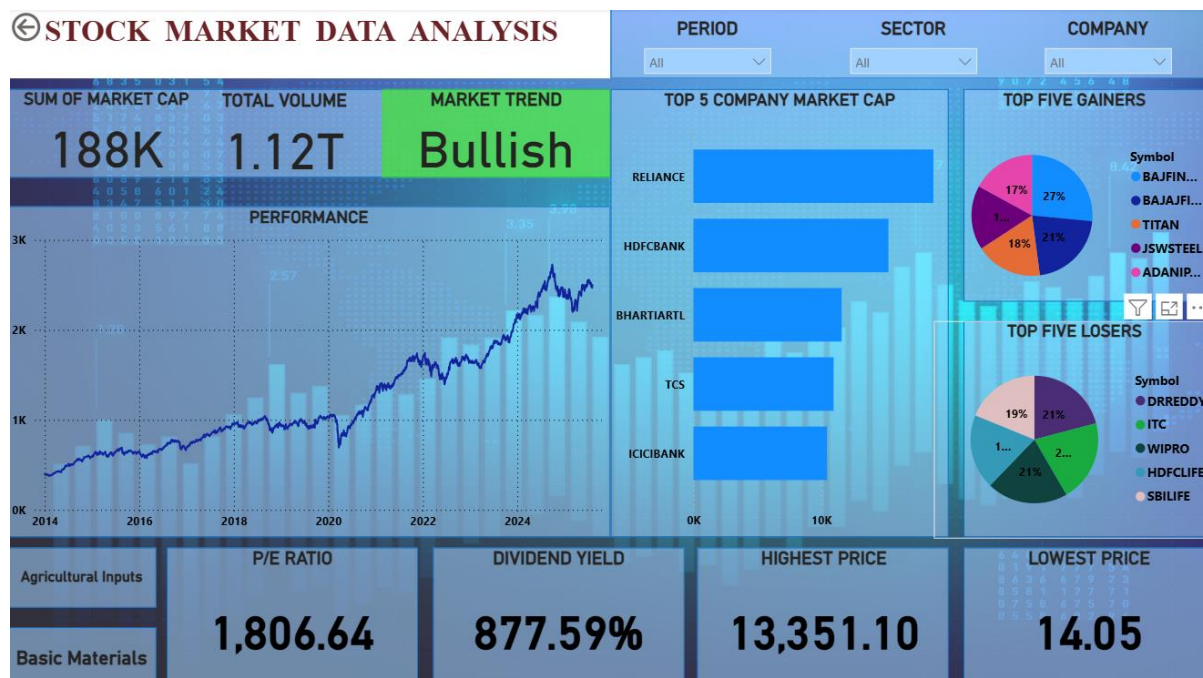 STOCK MARKET DATA ANALYSIS
PERIOD SECTOR COMPANY
All All All
SUM OF MARKET CAP
188K
TOTAL VOLUME
1.12T
MARKET TREND
Bullish
PERFORMANCE
3K
2K
1K
0K
2014 2016 2018 2020 2022 2024
TOP 5 COMPANY MARKET CAP
RELIANCE
HDFCBANK
BHARTIARTL
TCS
ICICIBANK
0K 10K
TOP FIVE GAINERS
17%
27%
1...
18%
21%
Symbol
BAJFIN...
BAJAJFI...
TITAN
JSWSTEEL
ADANIP...
TOP FIVE LOSERS
19%
21%
1...
2...
21%
Symbol
DRREDDY
ITC
WIPRO
HDFCLIFE
SBILIFE
Agricultural Inputs
Basic Materials
P/E RATIO
1,806.64
DIVIDEND YIELD
877.59%
HIGHEST PRICE
13,351.10
LOWEST PRICE
14.05